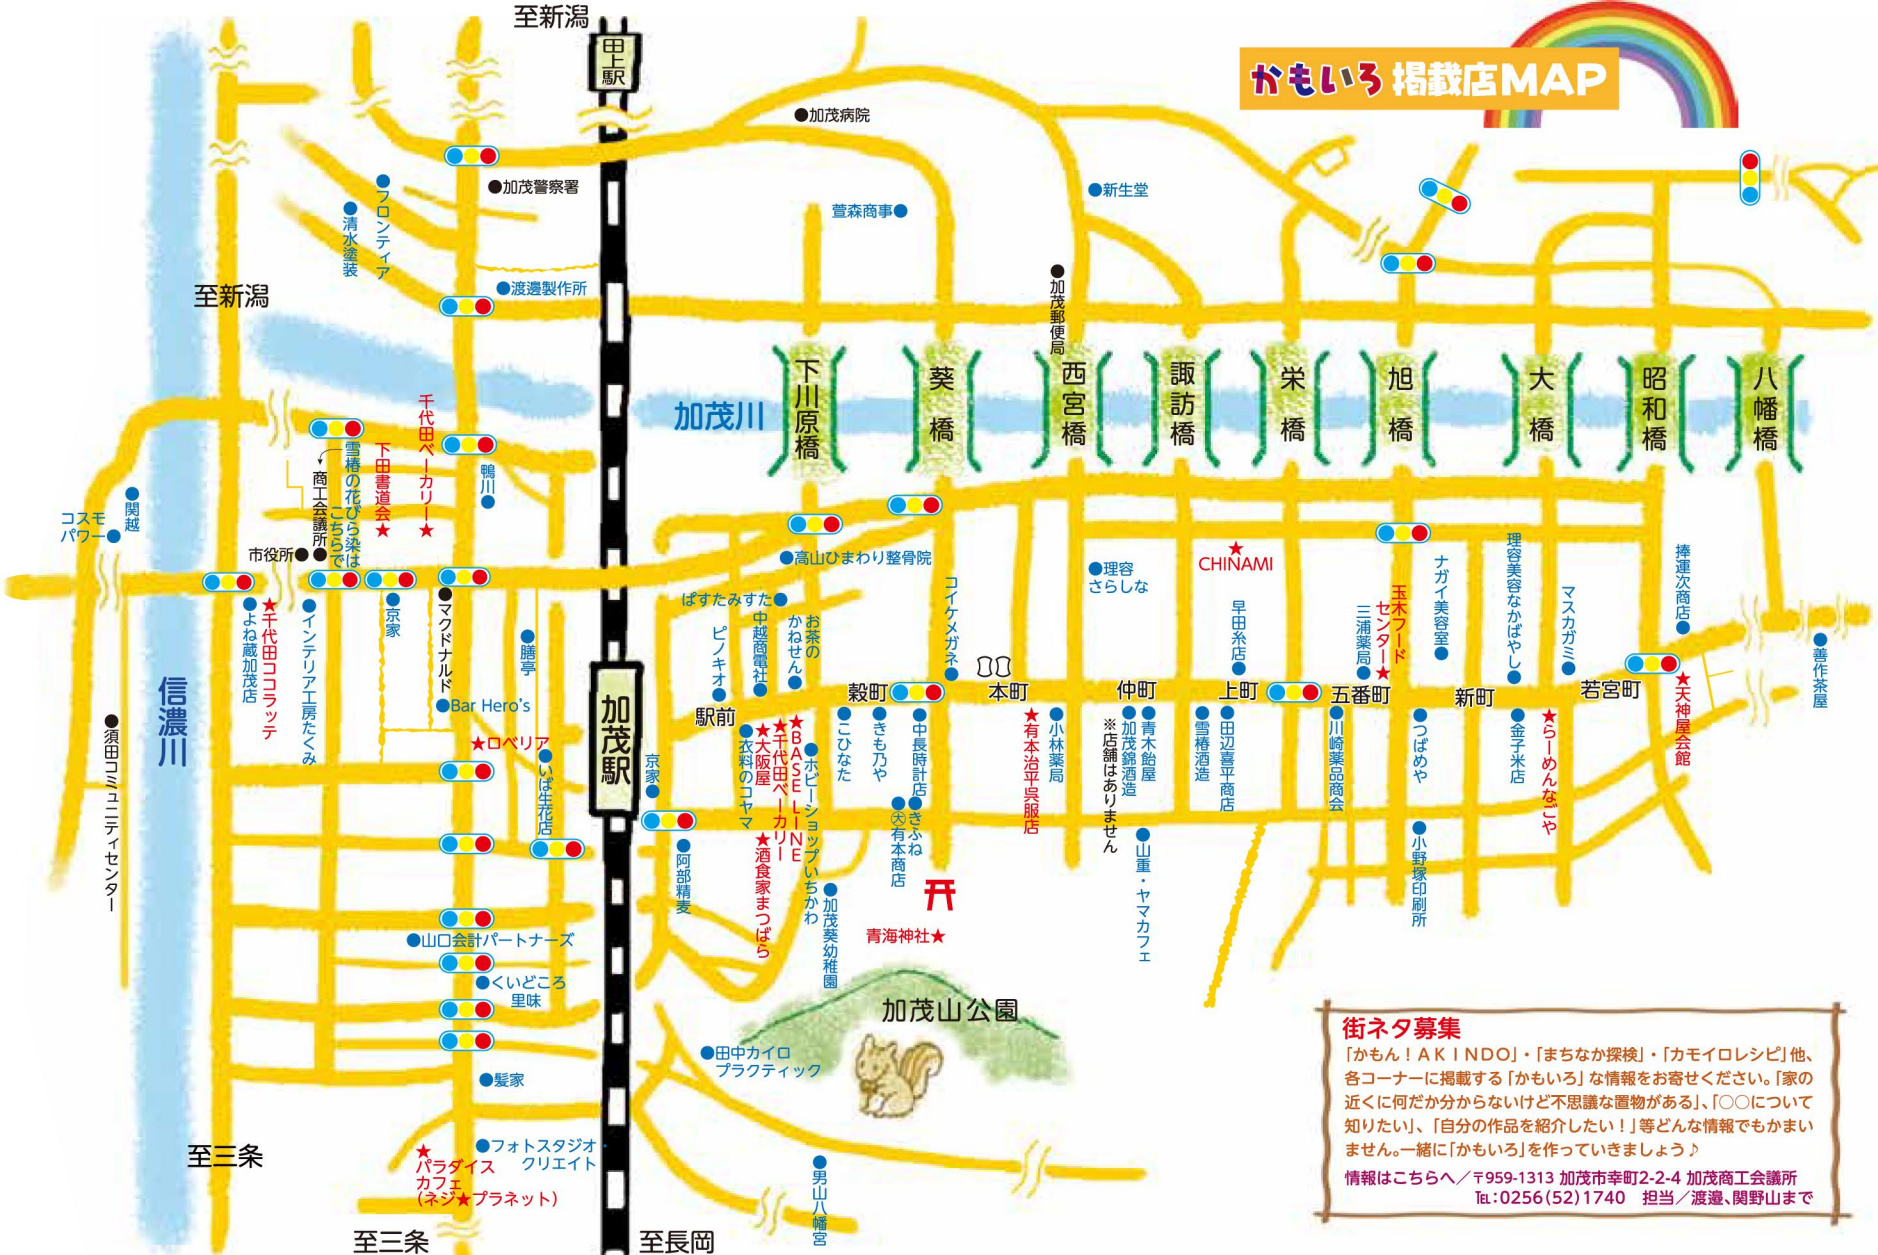 至新潟
田上駅
かもいろ 掲載店MAP
加茂病院
加茂警察署
フロンティア
清水塗装
萱森商事
新生堂
至新潟
渡邊製作所
加茂郵便局
加茂川
下川原橋
葵橋
西宮橋
諏訪橋
栄橋
旭橋
大橋
昭和橋
八幡橋
千代田ベーカリー★
下田書道会★
雪椿の花びら染は
こちらで
商工会議所
鴨川
関越
コスモ
パワー
市役所
高山ひまわり整骨院
理容
さらしな
★
CHINAMI
理容美容なかばやし
ナガイ美容室
捧運次商店
コイケメガネ
ぱすたみすた
お茶の
かねせん
中越商電社
ピノキオ
早田糸店
玉木フード
センター★
三浦薬局
マスカガミ
善作茶屋
よね蔵加茂店
★千代田ココラッテ
インテリア工房たくみ
京家
マクドナルド
膳亭
Bar Hero's
★ロベリア
いば生花店
信濃川
須田コミュニティセンター
加茂駅
駅前
穀町
本町
仲町
上町
五番町
新町
若宮町
京家
衣料のコヤマ
★大阪屋
★千代田ベーカリー
★BASE LINE
ホビーショップいちかわ
★酒食家まつばら
こひなた
きも乃や
中長時計店
きふね
㊛有本商店
★有本治平呉服店
小林薬局
※店舗はありません
加茂錦酒造
青木飴屋
雪椿酒造
田辺喜平商店
川崎薬品商会
つばめや
金子米店
★らーめんなごや
★天神屋会館
阿部精麦
加茂葵幼稚園
山重・ヤマカフェ
小野塚印刷所
青海神社★
山口会計パートナーズ
くいどころ
里味
加茂山公園
田中カイロ
プラクティック
髪家
フォトスタジオ
クリエイト
★
パラダイス
カフェ
(ネジ★プラネット)
男山八幡宮
至三条
至三条
至長岡
街ネタ募集
「かもん！ＡＫＩＮＤＯ」・「まちなか探検」・「カモイロレシピ」他、
各コーナーに掲載する「かもいろ」な情報をお寄せください。「家の
近くに何だか分からないけど不思議な置物がある」、「○○について
知りたい」、「自分の作品を紹介したい！」等どんな情報でもかまい
ません。一緒に「かもいろ」を作っていきましょう♪
情報はこちらへ／〒959-1313 加茂市幸町2-2-4 加茂商工会議所
℡:0256(52)1740 担当／渡邉、関野山まで